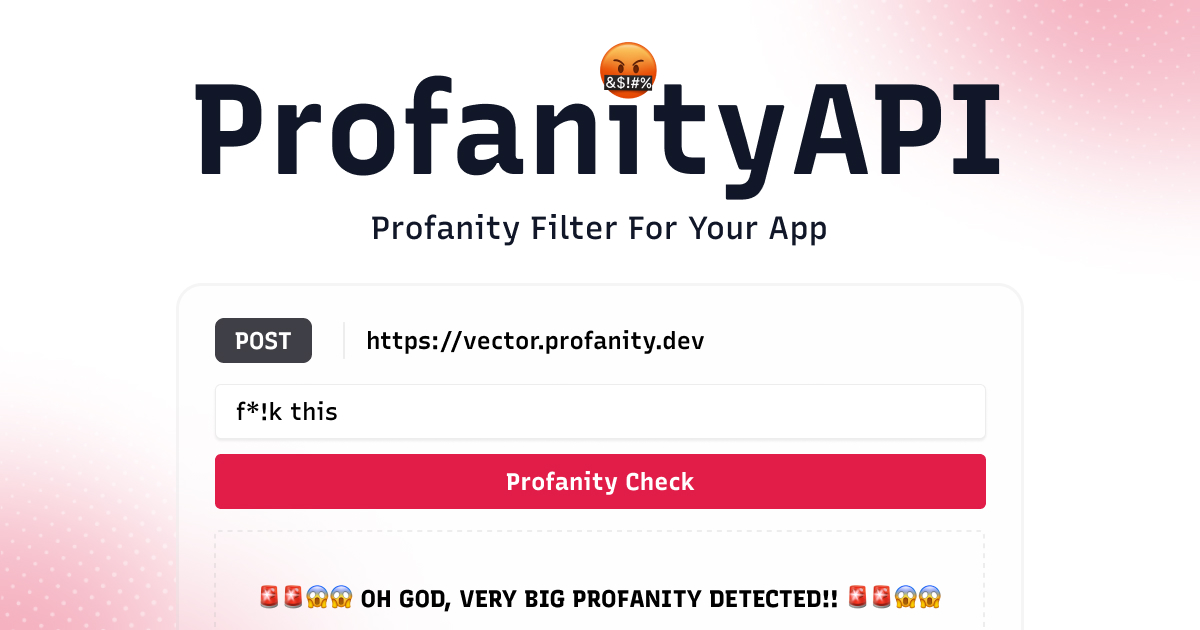 &$!#%
ProfanityAPI
Profanity Filter For Your App
POST https://vector.profanity.dev
f*!k this
Profanity Check
🚨🚨😱😱 OH GOD, VERY BIG PROFANITY DETECTED!! 🚨🚨😱😱